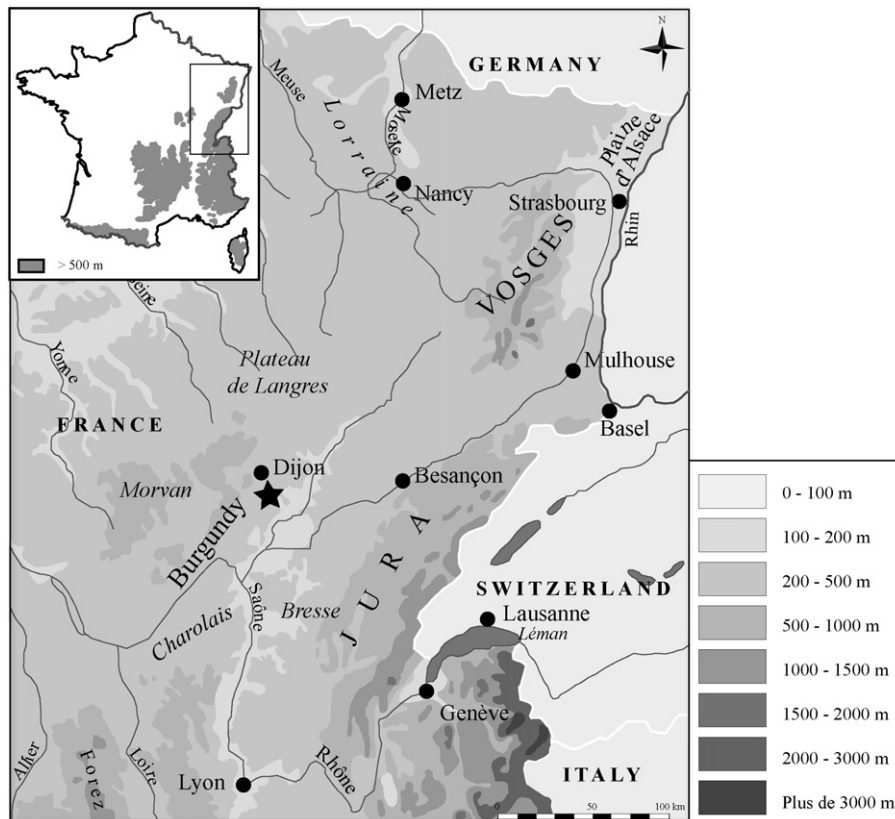 > 500 m
N
GERMANY
Meuse
Metz
Moselle
Lorraine
Nancy
Plaine
d'Alsace
Strasbourg
Rhin
VOSGES
Seine
Yonne
Plateau
de Langres
Mulhouse
FRANCE
Basel
Dijon
Besançon
Morvan
Burgundy
JURA
SWITZERLAND
Saône
Bresse
Lausanne
Léman
Charolais
Genève
Allier
Forez
Loire
Lyon
Rhône
ITALY
0 50 100 km
0 - 100 m
100 - 200 m
200 - 500 m
500 - 1000 m
1000 - 1500 m
1500 - 2000 m
2000 - 3000 m
Plus de 3000 m